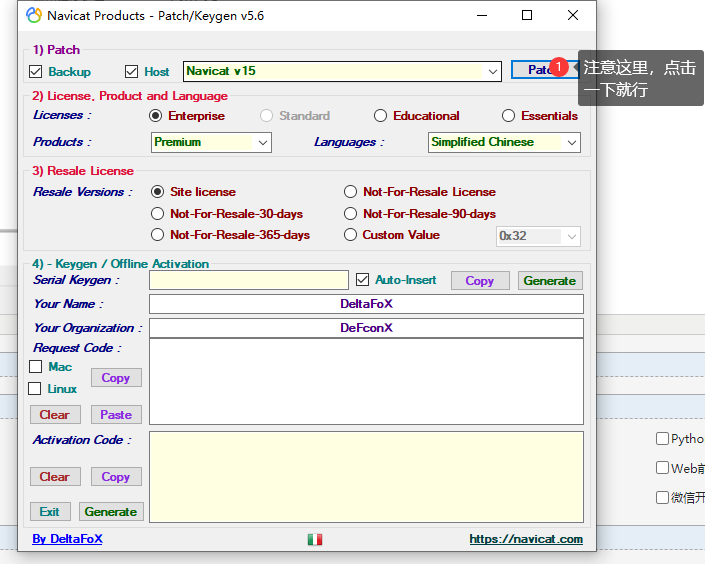 Navicat Products - Patch/Keygen v5.6
1) Patch
Backup Host Navicat v15
1 注意这里，点击
一下就行
2) License, Product and Language
Licenses : Enterprise Standard Educational Essentials
Products : Premium Languages : Simplified Chinese
3) Resale License
Resale Versions : Site license Not-For-Resale License
Not-For-Resale-30-days Not-For-Resale-90-days
Not-For-Resale-365-days Custom Value 0x32
4) - Keygen / Offline Activation
Serial Keygen : Auto-Insert Copy Generate
Your Name : DeltaFoX
Your Organization : DeFconX
Request Code :
Mac
Copy
Linux
Clear Paste
Activation Code :
Clear Copy
Exit Generate
By DeltaFoX https://navicat.com
Pytho
Web前
微信开